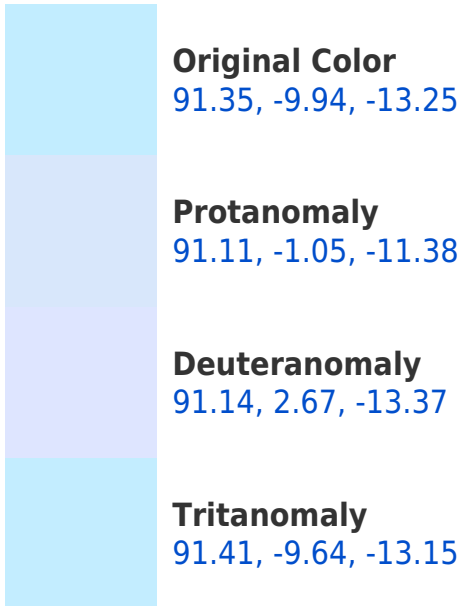 Original Color
91.35, -9.94, -13.25
Protanomaly
91.11, -1.05, -11.38
Deuteranomaly
91.14, 2.67, -13.37
Tritanomaly
91.41, -9.64, -13.15